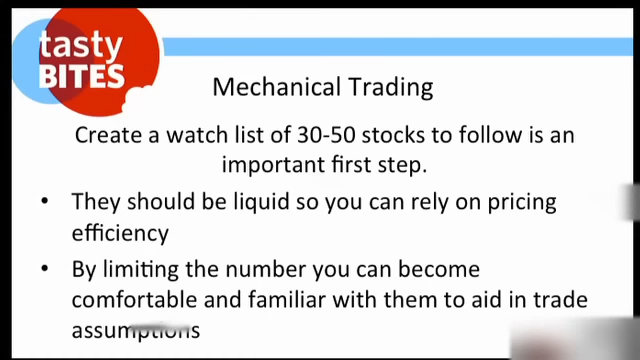 tasty
BITES
Mechanical Trading
Create a watch list of 30-50 stocks to follow is an
important first step.
• They should be liquid so you can rely on pricing
efficiency
• By limiting the number you can become
comfortable and familiar with them to aid in trade
assumptions